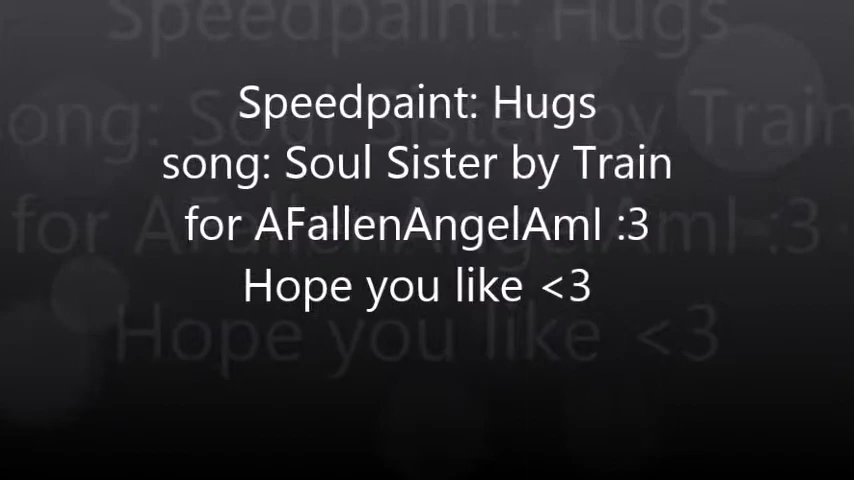 Speedpaint: Hugs
song: Soul Sister by Train
for AFallenAngelAmI :3
Hope you like <3